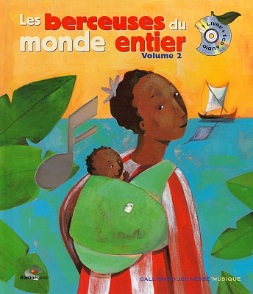 Les berceuses du
monde entier
Volume 2
GALLIMARD JEUNESSE MUSIQUE